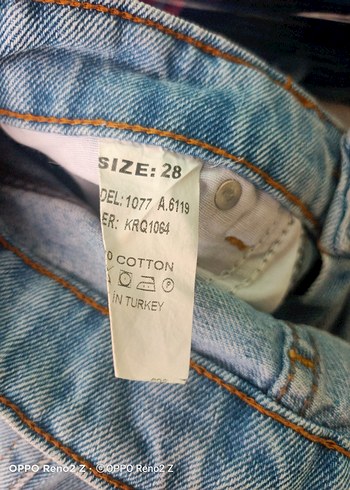 SIZE: 28
DEL: 1077 A.6119
ER: KRQ1064
0 COTTON
P
IN TURKEY
OPPO Reno2 Z · ©OPPO Reno2 Z